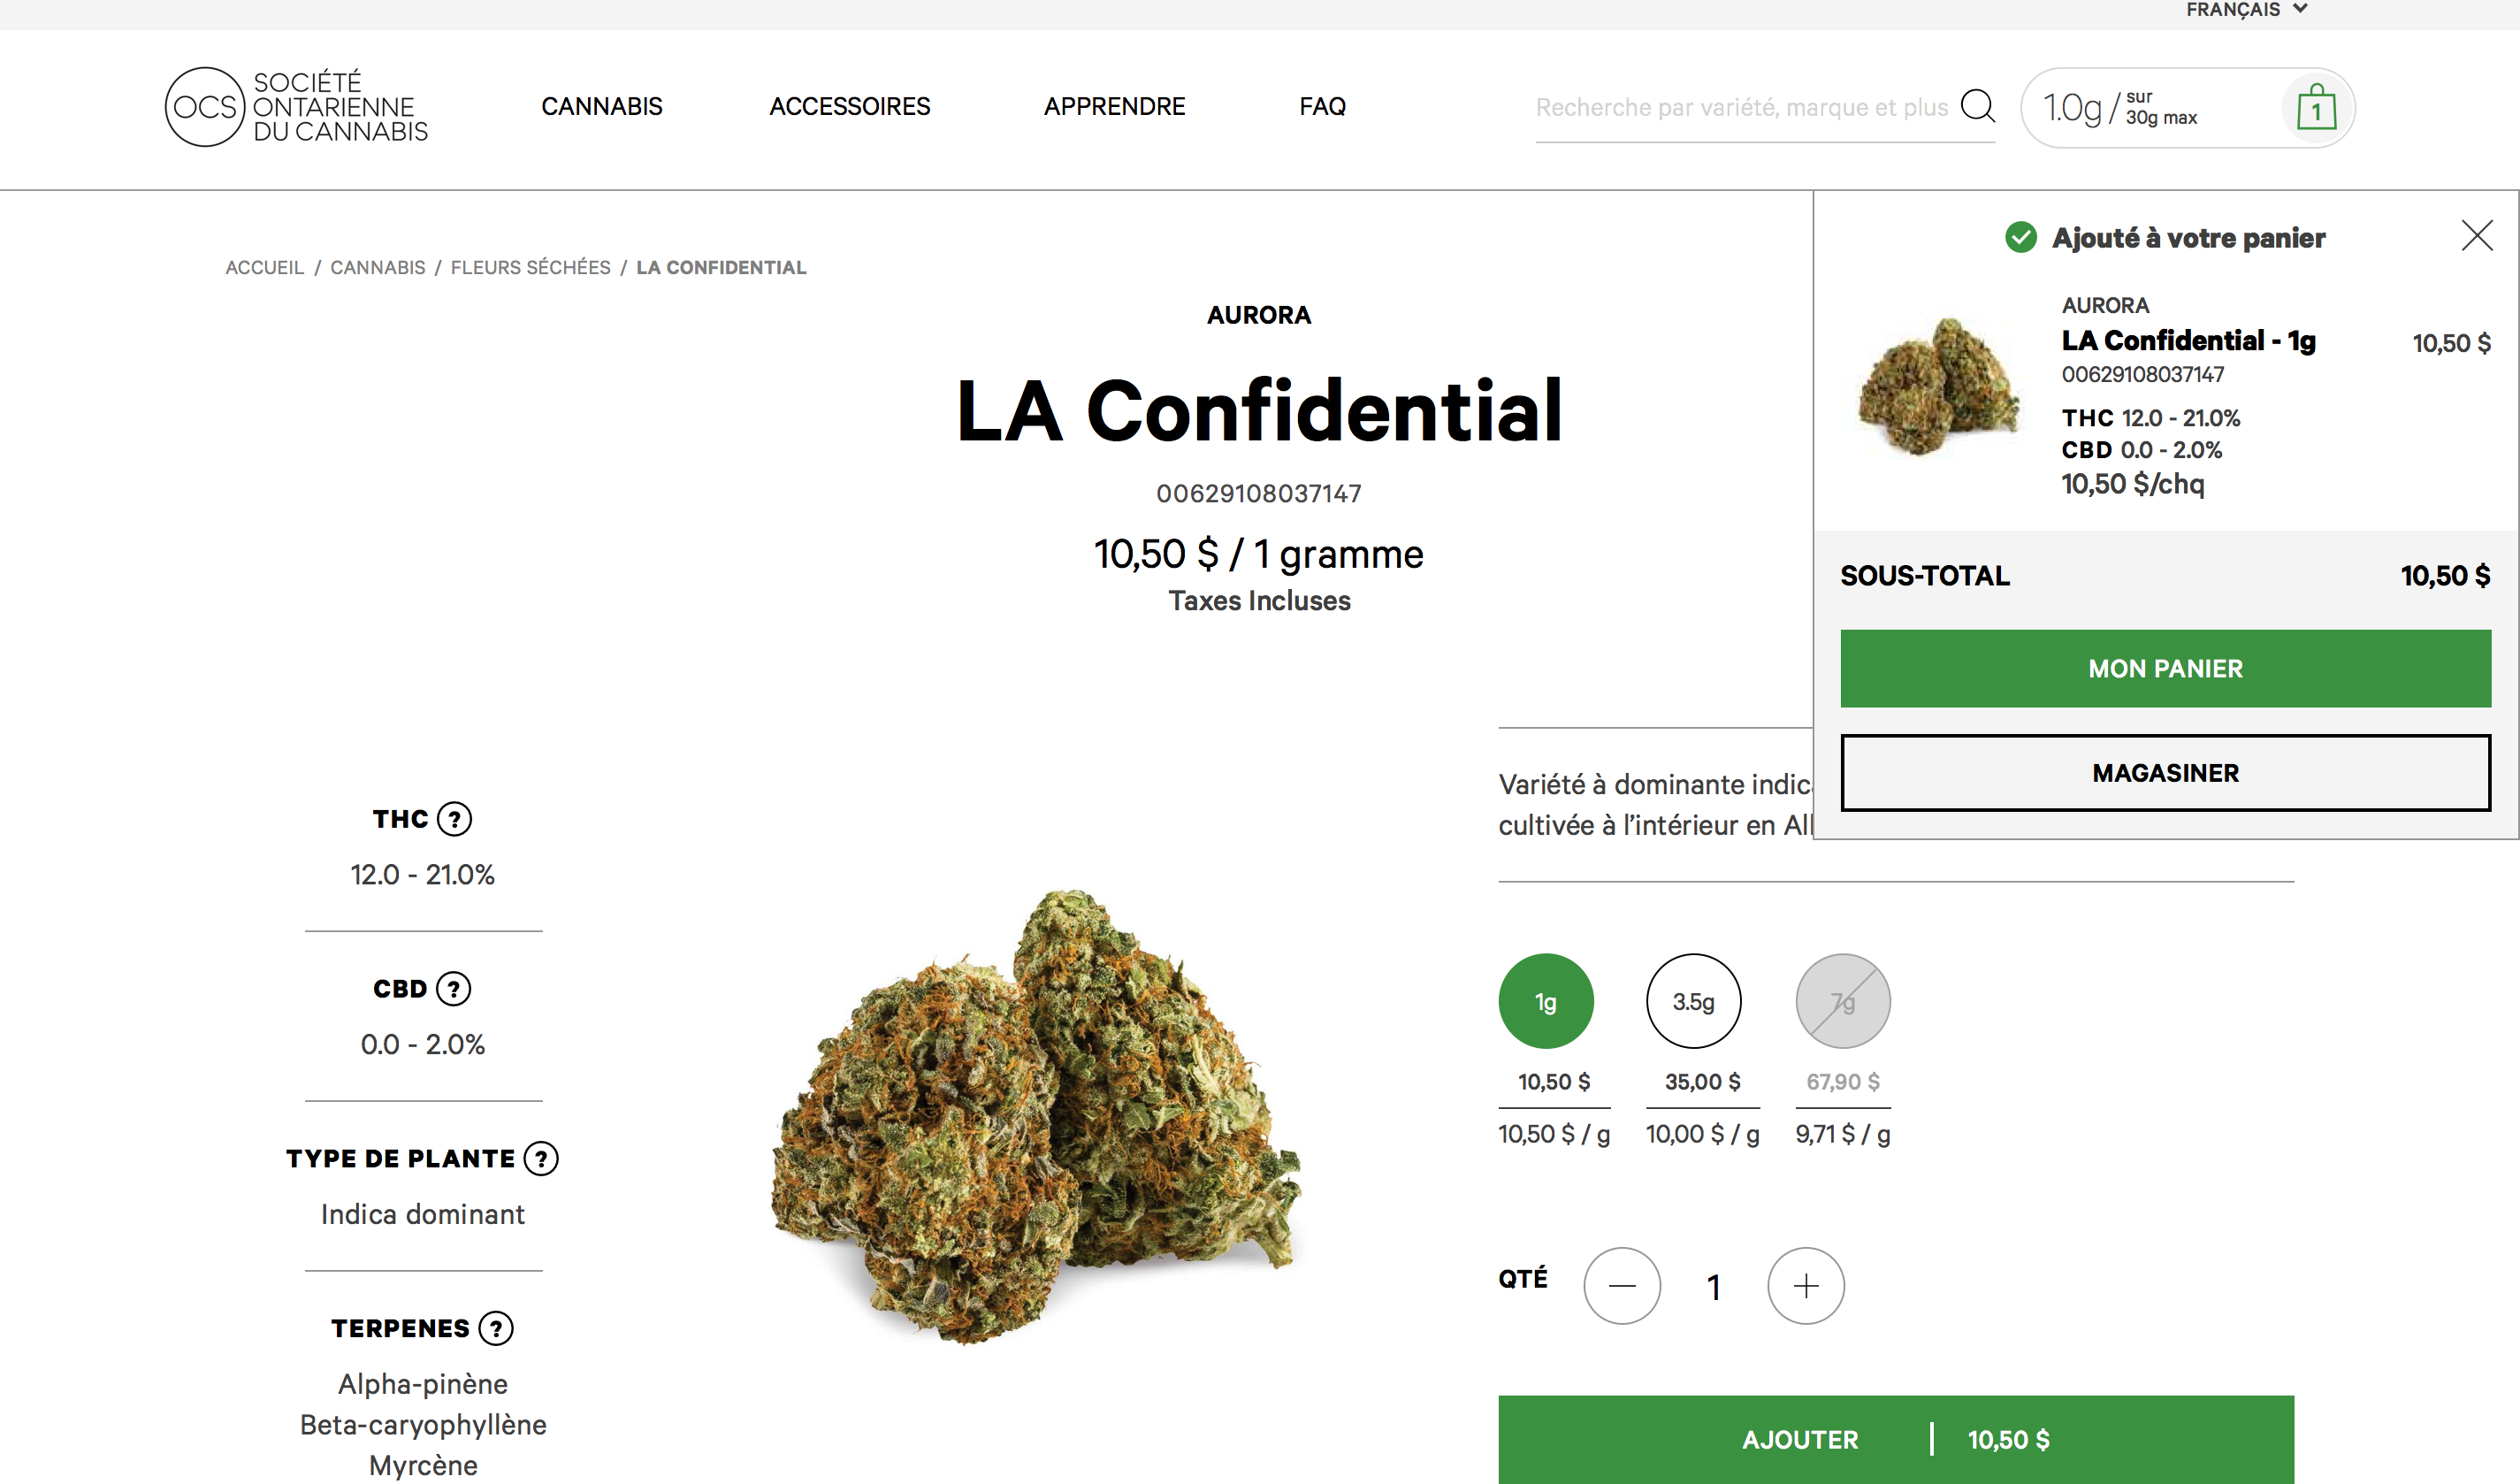 FRANÇAIS
OCS
SOCIÉTÉ
ONTARIENNE
DU CANNABIS
CANNABIS
ACCESSOIRES
APPRENDRE
FAQ
Recherche par variété, marque et plus
1.0g / sur
30g max
1
ACCUEIL / CANNABIS / FLEURS SÉCHÉES / LA CONFIDENTIAL
AURORA
LA Confidential
00629108037147
10,50 $ / 1 gramme
Taxes Incluses
Ajouté à votre panier
AURORA
LA Confidential - 1g
10,50 $
00629108037147
THC 12.0 - 21.0%
CBD 0.0 - 2.0%
10,50 $/chq
SOUS-TOTAL
10,50 $
MON PANIER
MAGASINER
THC ?
12.0 - 21.0%
CBD ?
0.0 - 2.0%
TYPE DE PLANTE ?
Indica dominant
TERPENES ?
Alpha-pinène
Beta-caryophyllène
Myrcène
Variété à dominante
cultivée à l’intérieur en
1g
3.5g
7g
10,50 $
35,00 $
67,90 $
10,50 $ / g
10,00 $ / g
9,71 $ / g
QTÉ
1
AJOUTER | 10,50 $